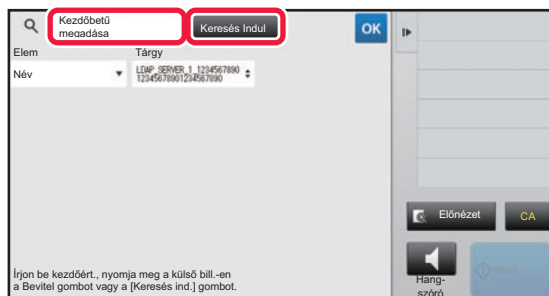 Kezdőbetű
megadása
Keresés Indul
OK
Elem
Tárgy
Név
LDAP_SERVER_1_1234567890
12345678901234567890
Előnézet
CA
Írjon be kezdőért., nyomja meg a külső bill.-en
a Bevitel gombot vagy a [Keresés ind.] gombot.
Hang-
szóró
Start